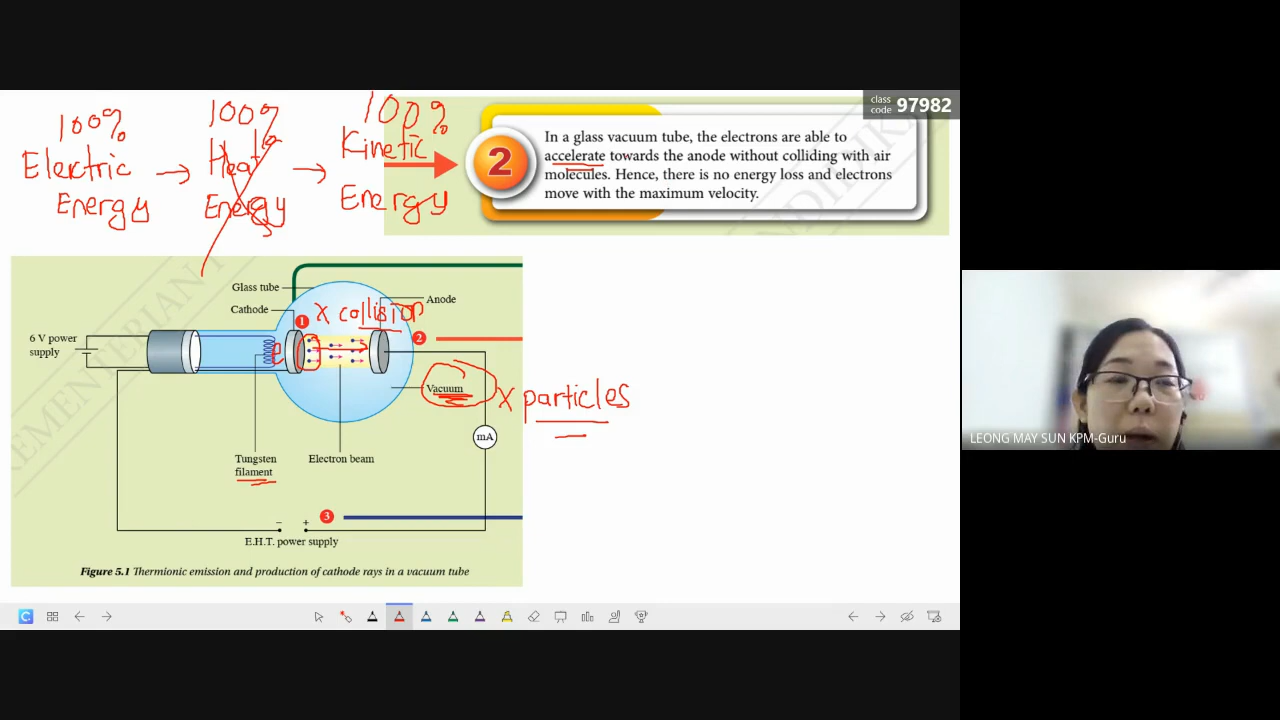 class
code 97982
100%
Electric
Energy
→
100%
Heat
Energy
→
100%
Kinetic
Energy
2
In a glass vacuum tube, the electrons are able to
accelerate towards the anode without colliding with air
molecules. Hence, there is no energy loss and electrons
move with the maximum velocity.
Glass tube
Cathode
Anode
1
x collision
2
6 V power
supply
e
Vacuum
x particles
mA
Tungsten
filament
Electron beam
- +
3
E.H.T. power supply
Figure 5.1 Thermionic emission and production of cathode rays in a vacuum tube
LEONG MAY SUN KPM-Guru
C